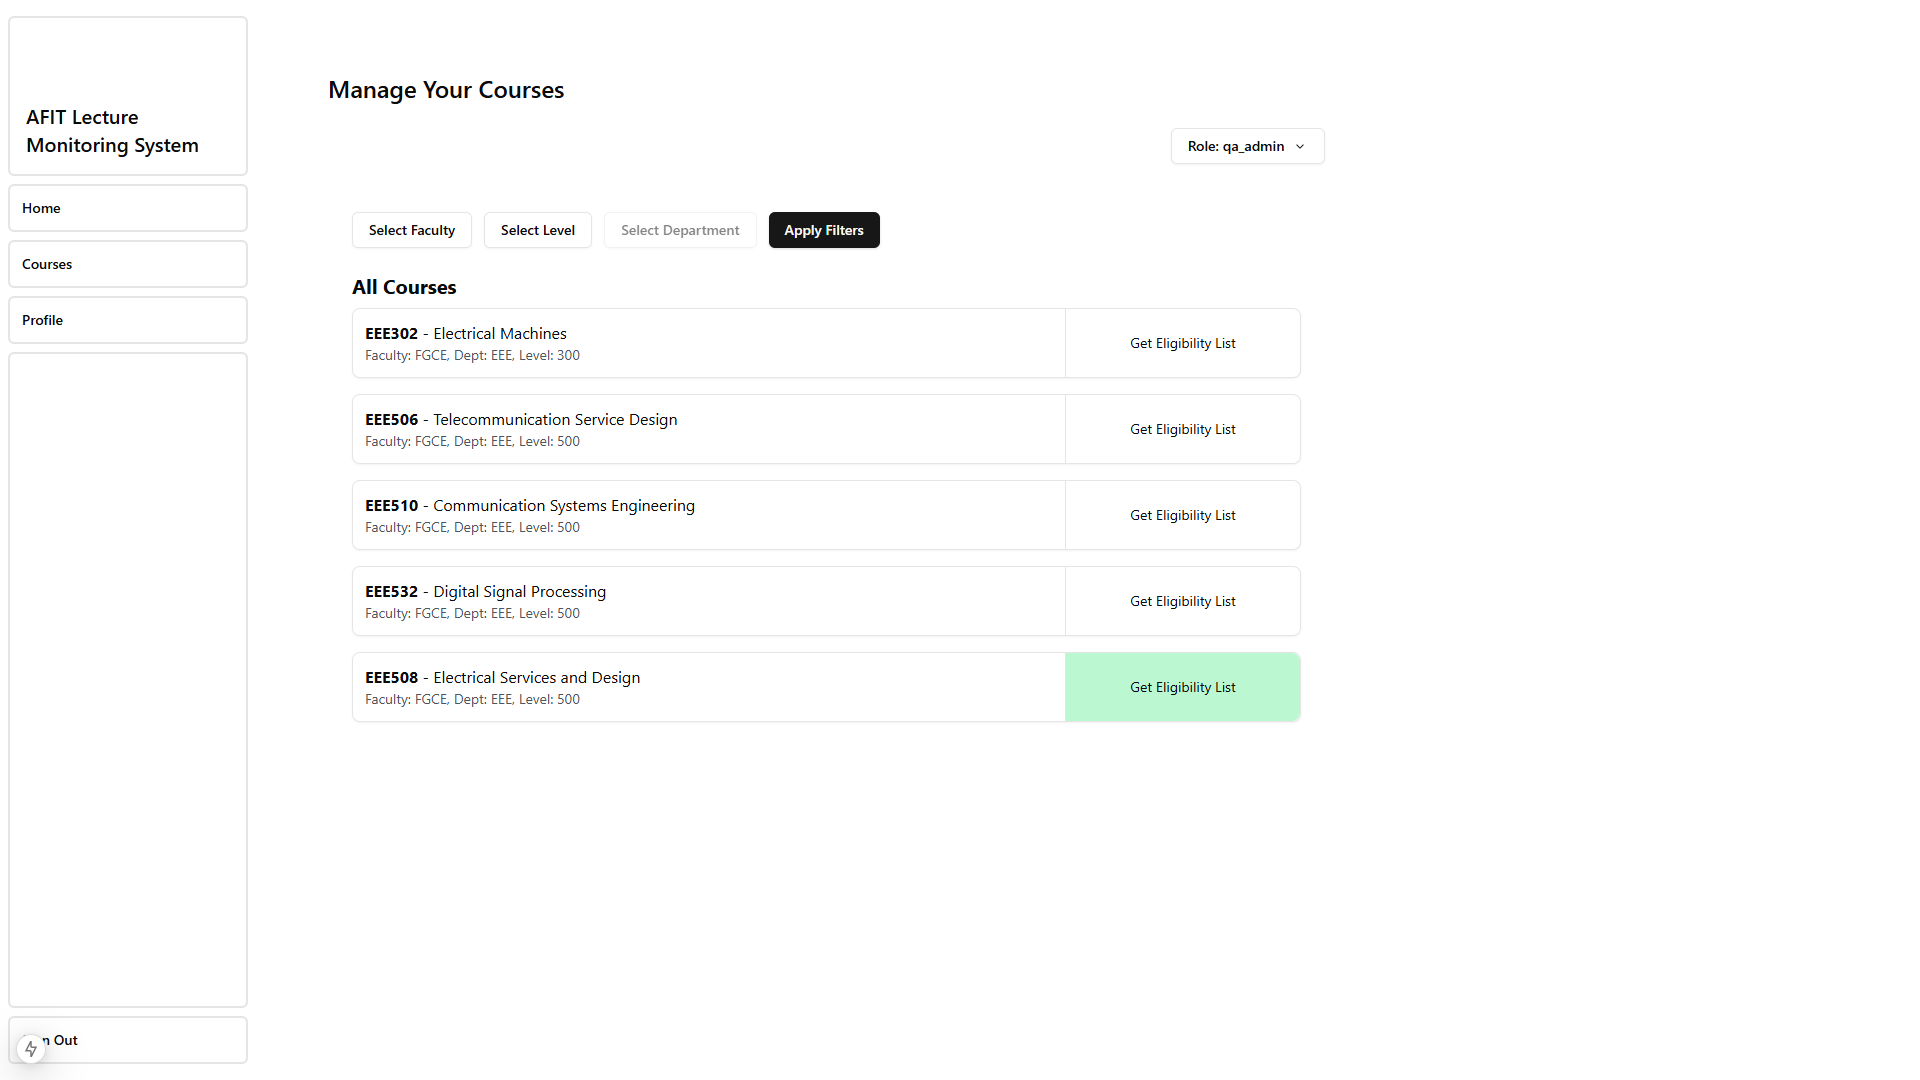 AFIT Lecture
Monitoring System
Home
Courses
Profile
Out
Manage Your Courses
Role: qa_admin
Select Faculty
Select Level
Select Department
Apply Filters
All Courses
EEE302 - Electrical Machines
Faculty: FGCE, Dept: EEE, Level: 300
Get Eligibility List
EEE506 - Telecommunication Service Design
Faculty: FGCE, Dept: EEE, Level: 500
Get Eligibility List
EEE510 - Communication Systems Engineering
Faculty: FGCE, Dept: EEE, Level: 500
Get Eligibility List
EEE532 - Digital Signal Processing
Faculty: FGCE, Dept: EEE, Level: 500
Get Eligibility List
EEE508 - Electrical Services and Design
Faculty: FGCE, Dept: EEE, Level: 500
Get Eligibility List